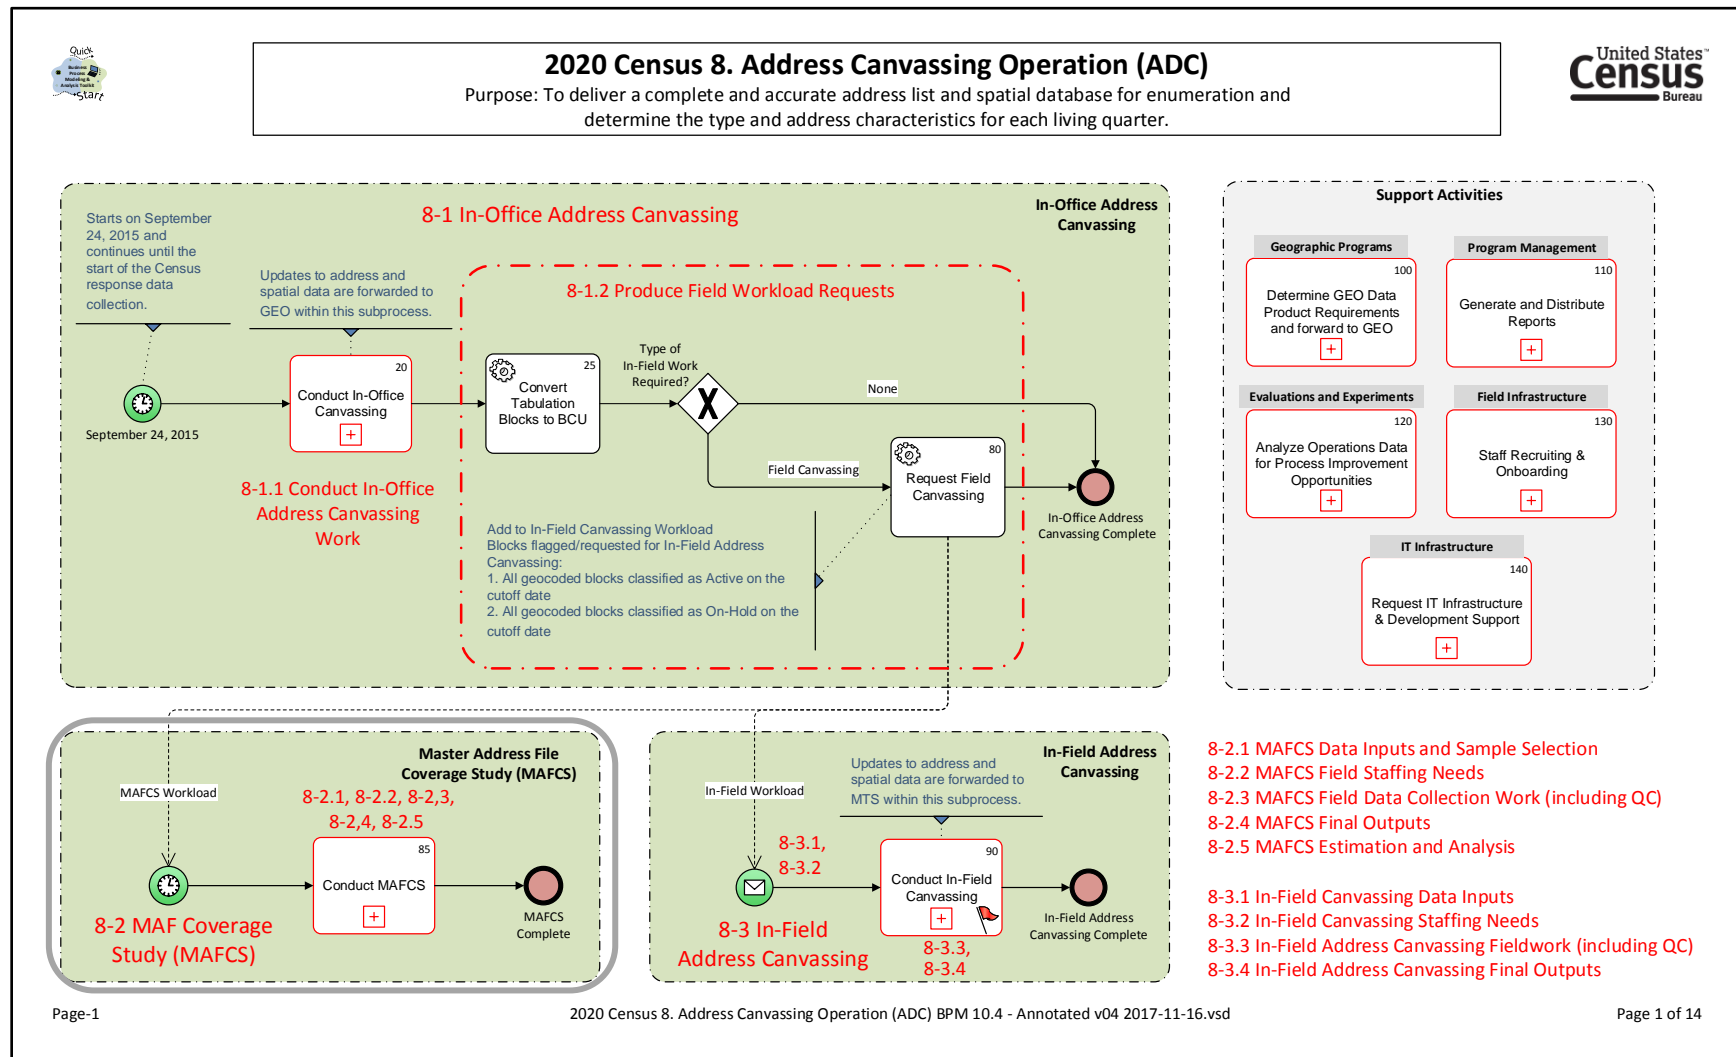 Quick
Business
Process
Modeling &
Analysis Toolkit
Start
2020 Census 8. Address Canvassing Operation (ADC)
Purpose: To deliver a complete and accurate address list and spatial database for enumeration and
determine the type and address characteristics for each living quarter.
United States™
Census
Bureau
In-Office Address
Canvassing
8-1 In-Office Address Canvassing
Starts on September
24, 2015 and
continues until the
start of the Census
response data
collection.
Updates to address and
spatial data are forwarded to
GEO within this subprocess.
8-1.2 Produce Field Workload Requests
September 24, 2015
20
Conduct In-Office
Canvassing
8-1.1 Conduct In-Office
Address Canvassing
Work
25
Convert
Tabulation
Blocks to BCU
Type of
In-Field Work
Required?
X
None
Field Canvassing
80
Request Field
Canvassing
In-Office Address
Canvassing Complete
Add to In-Field Canvassing Workload
Blocks flagged/requested for In-Field Address
Canvassing:
1. All geocoded blocks classified as Active on the
cutoff date
2. All geocoded blocks classified as On-Hold on the
cutoff date
Support Activities
Geographic Programs
100
Determine GEO Data
Product Requirements
and forward to GEO
Program Management
110
Generate and Distribute
Reports
Evaluations and Experiments
120
Analyze Operations Data
for Process Improvement
Opportunities
Field Infrastructure
130
Staff Recruiting &
Onboarding
IT Infrastructure
140
Request IT Infrastructure
& Development Support
Master Address File
Coverage Study (MAFCS)
MAFCS Workload
8-2.1, 8-2.2, 8-2,3,
8-2,4, 8-2.5
85
Conduct MAFCS
MAFCS
Complete
8-2 MAF Coverage
Study (MAFCS)
In-Field Address
Canvassing
Updates to address and
spatial data are forwarded to
MTS within this subprocess.
In-Field Workload
8-3.1,
8-3.2
90
Conduct In-Field
Canvassing
8-3.3,
8-3.4
In-Field Address
Canvassing Complete
8-3 In-Field
Address Canvassing
8-2.1 MAFCS Data Inputs and Sample Selection
8-2.2 MAFCS Field Staffing Needs
8-2.3 MAFCS Field Data Collection Work (including QC)
8-2.4 MAFCS Final Outputs
8-2.5 MAFCS Estimation and Analysis
8-3.1 In-Field Canvassing Data Inputs
8-3.2 In-Field Canvassing Staffing Needs
8-3.3 In-Field Address Canvassing Fieldwork (including QC)
8-3.4 In-Field Address Canvassing Final Outputs
Page-1
2020 Census 8. Address Canvassing Operation (ADC) BPM 10.4 - Annotated v04 2017-11-16.vsd
Page 1 of 14